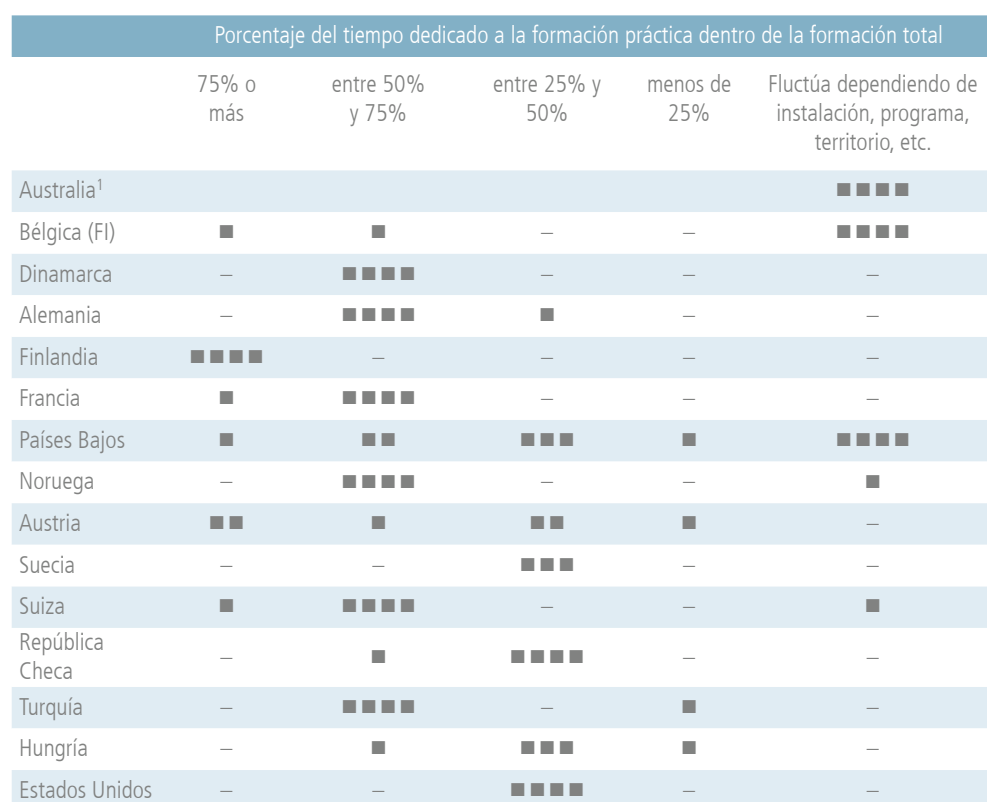 Porcentaje del tiempo dedicado a la formación práctica dentro de la formación total
75% o más entre 50% y 75% entre 25% y 50% menos de 25% Fluctúa dependiendo de instalación, programa, territorio, etc.
Australia¹ ■■■■
Bélgica (Fl) ■ ■ – – ■■■■
Dinamarca – ■■■■ – – –
Alemania – ■■■■ ■ – –
Finlandia ■■■■ – – – –
Francia ■ ■■■■ – – –
Países Bajos ■ ■■ ■■■ ■ ■■■■
Noruega – ■■■■ – – ■
Austria ■■ ■ ■■ ■ –
Suecia – – ■■■ – –
Suiza ■ ■■■■ – – ■
República Checa – ■ ■■■■ – –
Turquía – ■■■■ – ■ –
Hungría – ■ ■■■ ■ –
Estados Unidos – – ■■■■ – –